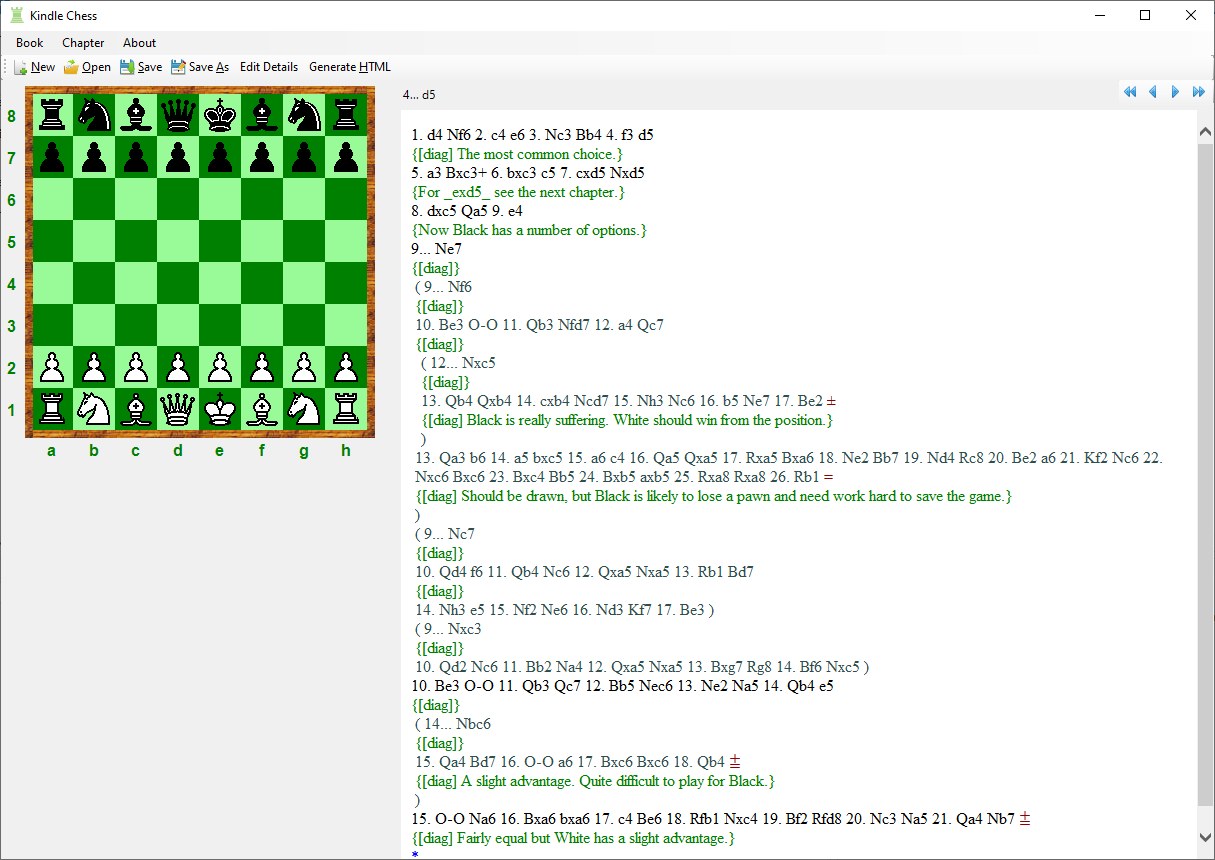 Kindle Chess
Book Chapter About
New Open Save Save As Edit Details Generate HTML
8
7
6
5
4
3
2
1
a b c d e f g h
4... d5
1. d4 Nf6 2. c4 e6 3. Nc3 Bb4 4. f3 d5
{[diag] The most common choice.}
5. a3 Bxc3+ 6. bxc3 c5 7. cxd5 Nxd5
{For _exd5_ see the next chapter.}
8. dxc5 Qa5 9. e4
{Now Black has a number of options.}
9... Ne7
{[diag]}
( 9... Nf6
{[diag]}
10. Be3 O-O 11. Qb3 Nfd7 12. a4 Qc7
{[diag]}
( 12... Nxc5
{[diag]}
13. Qb4 Qxb4 14. cxb4 Ncd7 15. Nh3 Nc6 16. b5 Ne7 17. Be2 ±
{[diag] Black is really suffering. White should win from the position.}
)
13. Qa3 b6 14. a5 bxc5 15. a6 c4 16. Qa5 Qxa5 17. Rxa5 Bxa6 18. Ne2 Bb7 19. Nd4 Rc8 20. Be2 a6 21. Kf2 Nc6 22.
Nxc6 Bxc6 23. Bxc4 Bb5 24. Bxb5 axb5 25. Rxa8 Rxa8 26. Rb1 =
{[diag] Should be drawn, but Black is likely to lose a pawn and need work hard to save the game.}
)
( 9... Nc7
{[diag]}
10. Qd4 f6 11. Qb4 Nc6 12. Qxa5 Nxa5 13. Rb1 Bd7
{[diag]}
14. Nh3 e5 15. Nf2 Ne6 16. Nd3 Kf7 17. Be3 )
( 9... Nxc3
{[diag]}
10. Qd2 Nc6 11. Bb2 Na4 12. Qxa5 Nxa5 13. Bxg7 Rg8 14. Bf6 Nxc5 )
10. Be3 O-O 11. Qb3 Qc7 12. Bb5 Nec6 13. Ne2 Na5 14. Qb4 e5
{[diag]}
( 14... Nbc6
{[diag]}
15. Qa4 Bd7 16. O-O a6 17. Bxc6 Bxc6 18. Qb4 ⩲
{[diag] A slight advantage. Quite difficult to play for Black.}
)
15. O-O Na6 16. Bxa6 bxa6 17. c4 Be6 18. Rfb1 Nxc4 19. Bf2 Rfd8 20. Nc3 Na5 21. Qa4 Nb7 ⩲
{[diag] Fairly equal but White has a slight advantage.}
*